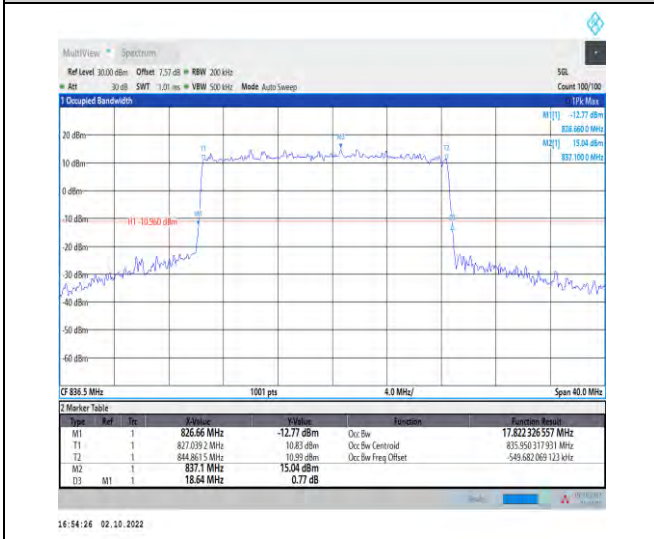 MultiView Spectrum
Ref Level 30.00 dBm Offset 7.57 dB RBW 200 kHz SGL
Att 30 dB SWT 1.01 ms VBW 500 kHz Mode Auto Sweep Count 100/100
1 Occupied Bandwidth 1Pk Max
M1[1] -12.77 dBm
826.660 0 MHz
M2[1] 15.04 dBm
837.100 0 MHz
20 dBm
T1 M2 T2
10 dBm
0 dBm
-10 dBm
H1 -10.960 dBm
-20 dBm
-30 dBm
-40 dBm
-50 dBm
-60 dBm
CF 836.5 MHz 1001 pts 4.0 MHz/ Span 40.0 MHz
2 Marker Table
Type Ref Trc X-Value Y-Value Function Function Result
M1 1 826.66 MHz -12.77 dBm Occ Bw 17.822 326 557 MHz
T1 1 827.039 2 MHz 10.83 dBm Occ Bw Centroid 835.950 317 931 MHz
T2 1 844.861 5 MHz 10.99 dBm Occ Bw Freq Offset -549.682 069 123 kHz
M2 1 837.1 MHz 15.04 dBm
D3 M1 1 18.64 MHz 0.77 dB
16:54:26 02.10.2022